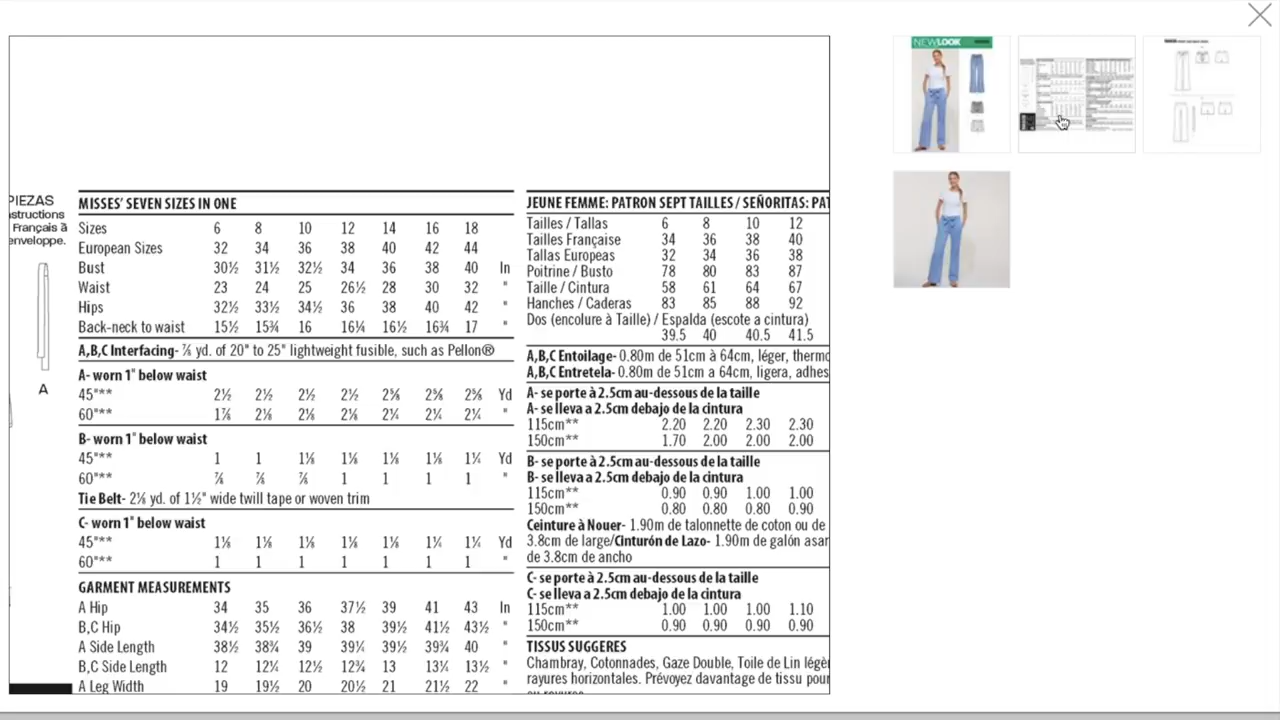 NEWLOOK
PIEZAS
nstructions
Français à
enveloppe.
A
MISSES' SEVEN SIZES IN ONE
Sizes 6 8 10 12 14 16 18
European Sizes 32 34 36 38 40 42 44
Bust 30½ 31½ 32½ 34 36 38 40 In
Waist 23 24 25 26½ 28 30 32 "
Hips 32½ 33½ 34½ 36 38 40 42 "
Back-neck to waist 15½ 15¾ 16 16¼ 16½ 16¾ 17 "
A,B,C Interfacing- ⅞ yd. of 20" to 25" lightweight fusible, such as Pellon®
A- worn 1" below waist
45"** 2½ 2½ 2½ 2½ 2⅝ 2⅝ 2⅝ Yd
60"** 1⅞ 2⅛ 2⅛ 2⅛ 2¼ 2¼ 2¼ "
B- worn 1" below waist
45"** 1 1 1⅛ 1⅛ 1⅛ 1⅛ 1¼ Yd
60"** ⅞ ⅞ ⅞ 1 1 1 1 "
Tie Belt- 2⅛ yd. of 1½" wide twill tape or woven trim
C- worn 1" below waist
45"** 1⅛ 1⅛ 1⅛ 1⅛ 1⅛ 1¼ 1¼ Yd
60"** 1 1 1 1 1 1 1 "
GARMENT MEASUREMENTS
A Hip 34 35 36 37½ 39 41 43 In
B,C Hip 34½ 35½ 36½ 38 39½ 41½ 43½ "
A Side Length 38½ 38¾ 39 39¼ 39½ 39¾ 40 "
B,C Side Length 12 12¼ 12½ 12¾ 13 13¼ 13½ "
A Leg Width 19 19½ 20 20½ 21 21½ 22 "
JEUNE FEMME: PATRON SEPT TAILLES / SEÑORITAS: PAT
Tailles / Tallas 6 8 10 12
Tailles Française 34 36 38 40
Tallas Europeas 32 34 36 38
Poitrine / Busto 78 80 83 87
Taille / Cintura 58 61 64 67
Hanches / Caderas 83 85 88 92
Dos (encolure à Taille) / Espalda (escote a cintura)
39.5 40 40.5 41.5
A,B,C Entoilage- 0.80m de 51cm à 64cm, léger, thermo
A,B,C Entretela- 0.80m de 51cm a 64cm, ligera, adhes
A- se porte à 2.5cm au-dessous de la taille
A- se lleva a 2.5cm debajo de la cintura
115cm** 2.20 2.20 2.30 2.30
150cm** 1.70 2.00 2.00 2.00
B- se porte à 2.5cm au-dessous de la taille
B- se lleva a 2.5cm debajo de la cintura
115cm** 0.90 0.90 1.00 1.00
150cm** 0.80 0.80 0.80 0.90
Ceinture à Nouer- 1.90m de talonnette de coton ou de
3.8cm de large/Cinturón de Lazo- 1.90m de galón asar
de 3.8cm de ancho
C- se porte à 2.5cm au-dessous de la taille
C- se lleva a 2.5cm debajo de la cintura
115cm** 1.00 1.00 1.00 1.10
150cm** 0.90 0.90 0.90 0.90
TISSUS SUGGERES
Chambray, Cotonnades, Gaze Double, Toile de Lin légè
rayures horizontales. Prévoyez davantage de tissu pour